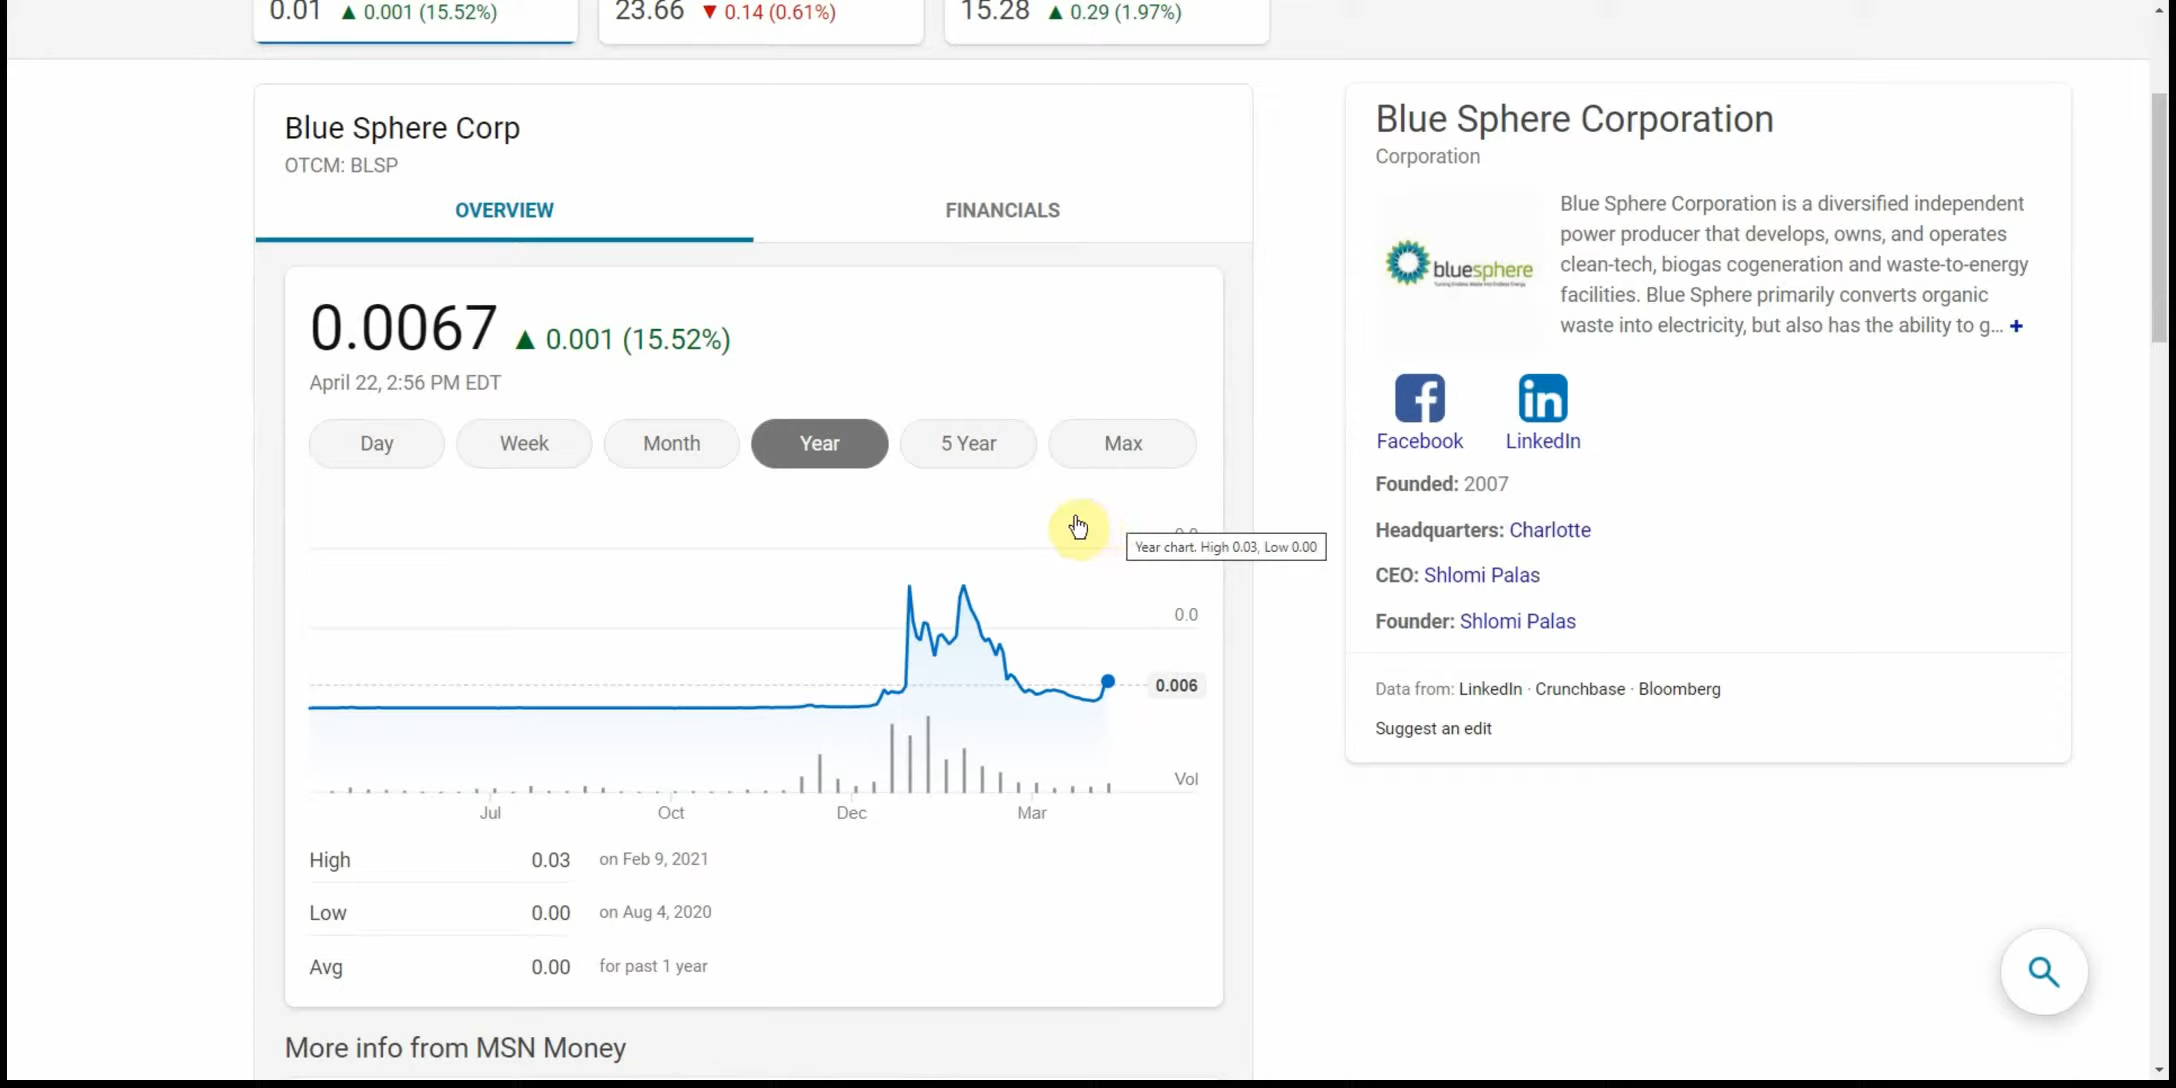 0.01 ▲ 0.001 (15.52%)
23.66 ▼ 0.14 (0.61%)
15.28 ▲ 0.29 (1.97%)
Blue Sphere Corp
OTCM: BLSP
OVERVIEW
FINANCIALS
0.0067 ▲ 0.001 (15.52%)
April 22, 2:56 PM EDT
Day
Week
Month
Year
5 Year
Max
Year chart. High 0.03, Low 0.00
0.0
0.006
Vol
Jul
Oct
Dec
Mar
High 0.03 on Feb 9, 2021
Low 0.00 on Aug 4, 2020
Avg 0.00 for past 1 year
More info from MSN Money
Blue Sphere Corporation
Corporation
bluesphere
Blue Sphere Corporation is a diversified independent
power producer that develops, owns, and operates
clean-tech, biogas cogeneration and waste-to-energy
facilities. Blue Sphere primarily converts organic
waste into electricity, but also has the ability to g... +
Facebook
LinkedIn
Founded: 2007
Headquarters: Charlotte
CEO: Shlomi Palas
Founder: Shlomi Palas
Data from: LinkedIn · Crunchbase · Bloomberg
Suggest an edit